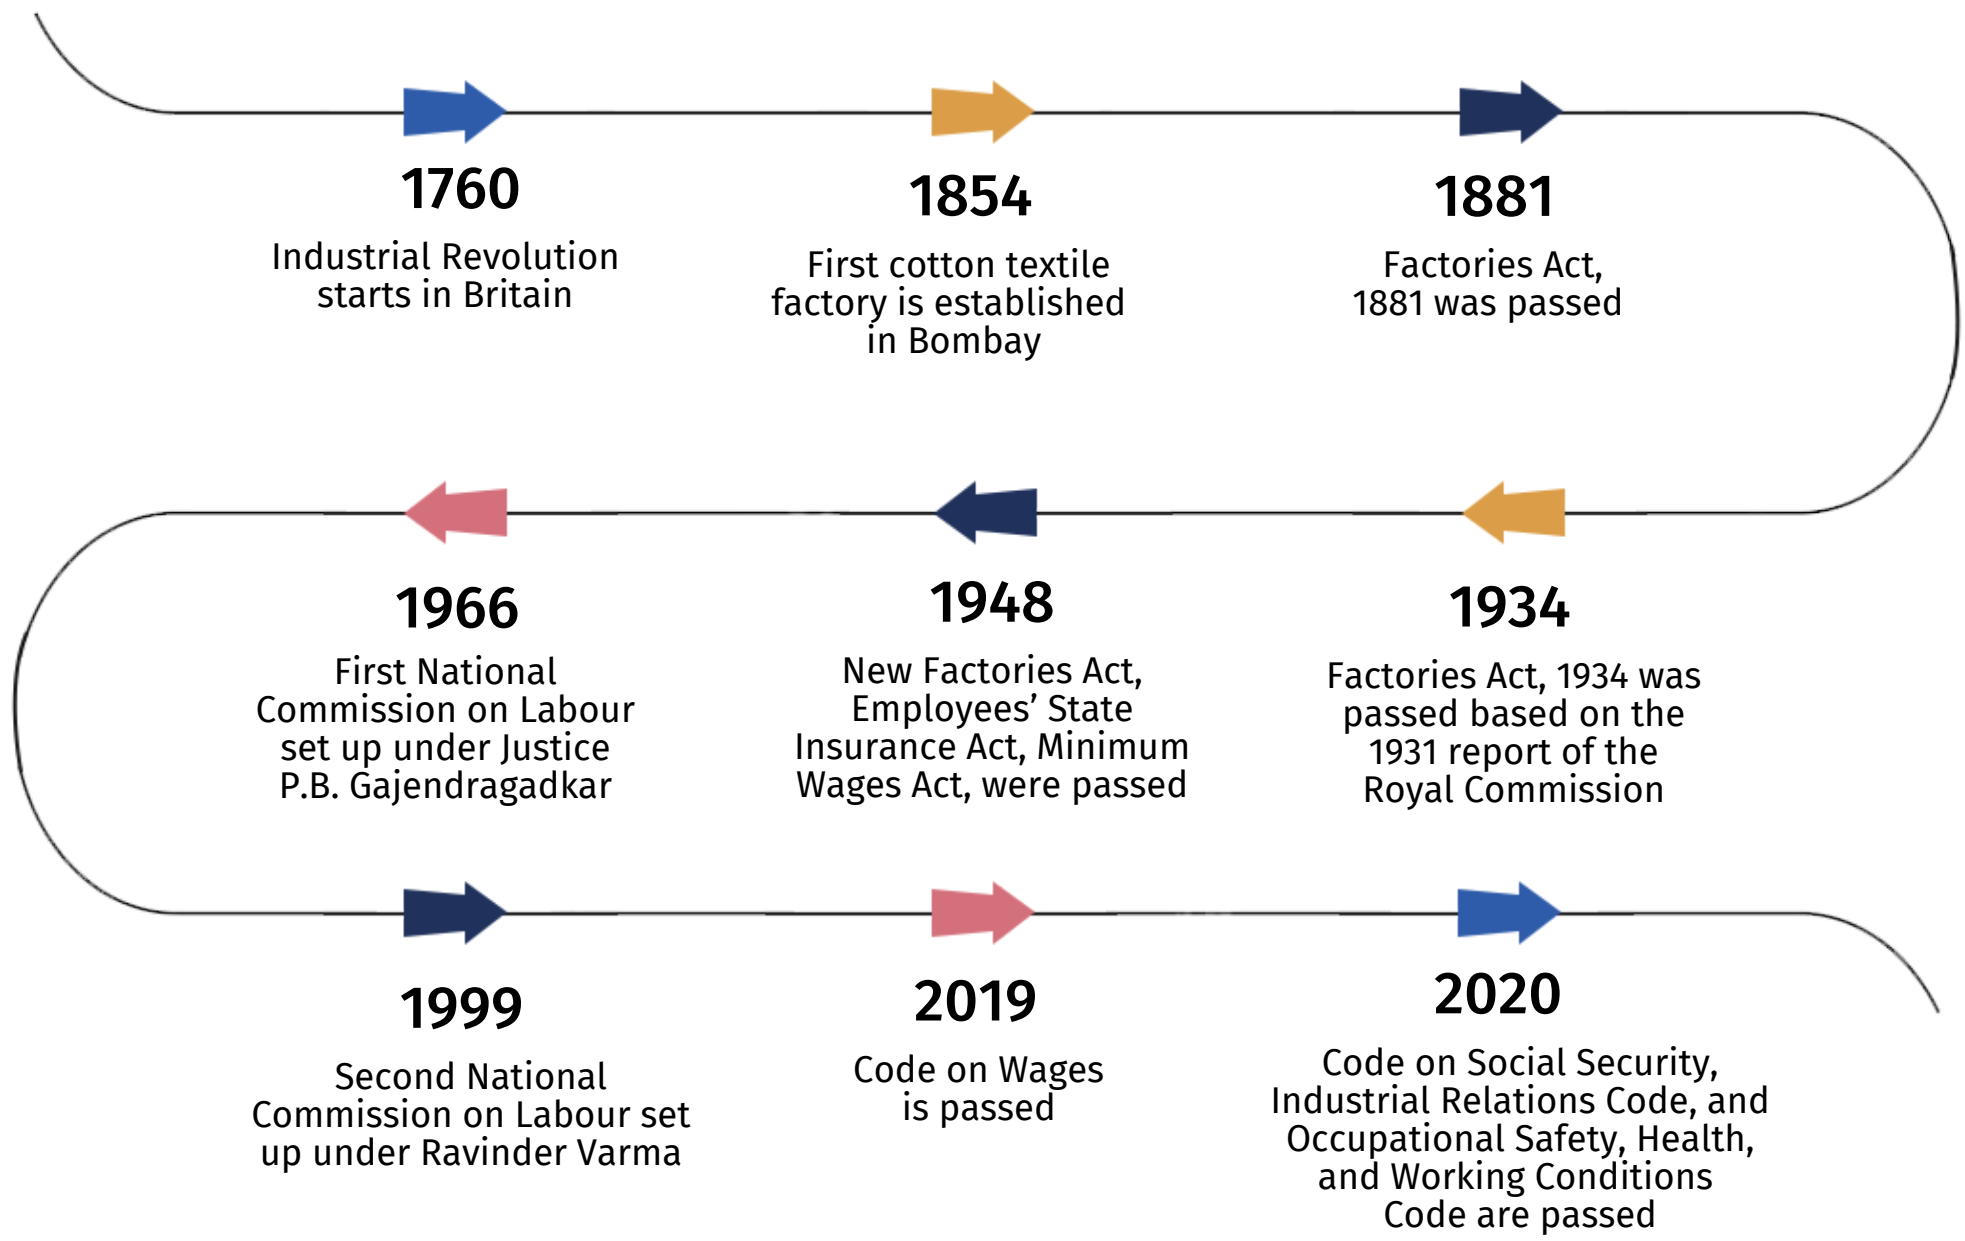 1760
Industrial Revolution
starts in Britain
1854
First cotton textile
factory is established
in Bombay
1881
Factories Act,
1881 was passed
1934
Factories Act, 1934 was
passed based on the
1931 report of the
Royal Commission
1948
New Factories Act,
Employees’ State
Insurance Act, Minimum
Wages Act, were passed
1966
First National
Commission on Labour
set up under Justice
P.B. Gajendragadkar
1999
Second National
Commission on Labour set
up under Ravinder Varma
2019
Code on Wages
is passed
2020
Code on Social Security,
Industrial Relations Code, and
Occupational Safety, Health,
and Working Conditions
Code are passed